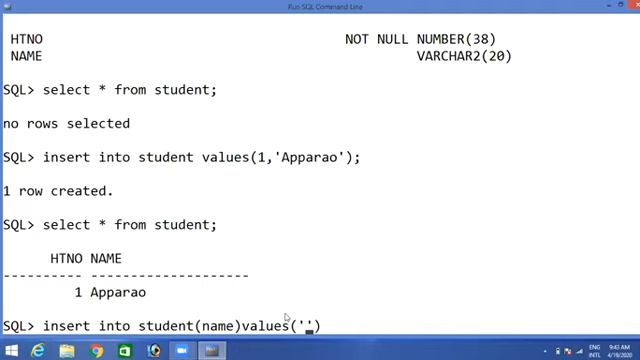 Run SQL Command Line
HTNO NOT NULL NUMBER(38)
NAME VARCHAR2(20)
SQL> select * from student;
no rows selected
SQL> insert into student values(1,'Apparao');
1 row created.
SQL> select * from student;
HTNO NAME
---------- --------------------
1 Apparao
SQL> insert into student(name)values('')
ENG 9:43 AM
INTL 4/19/2020